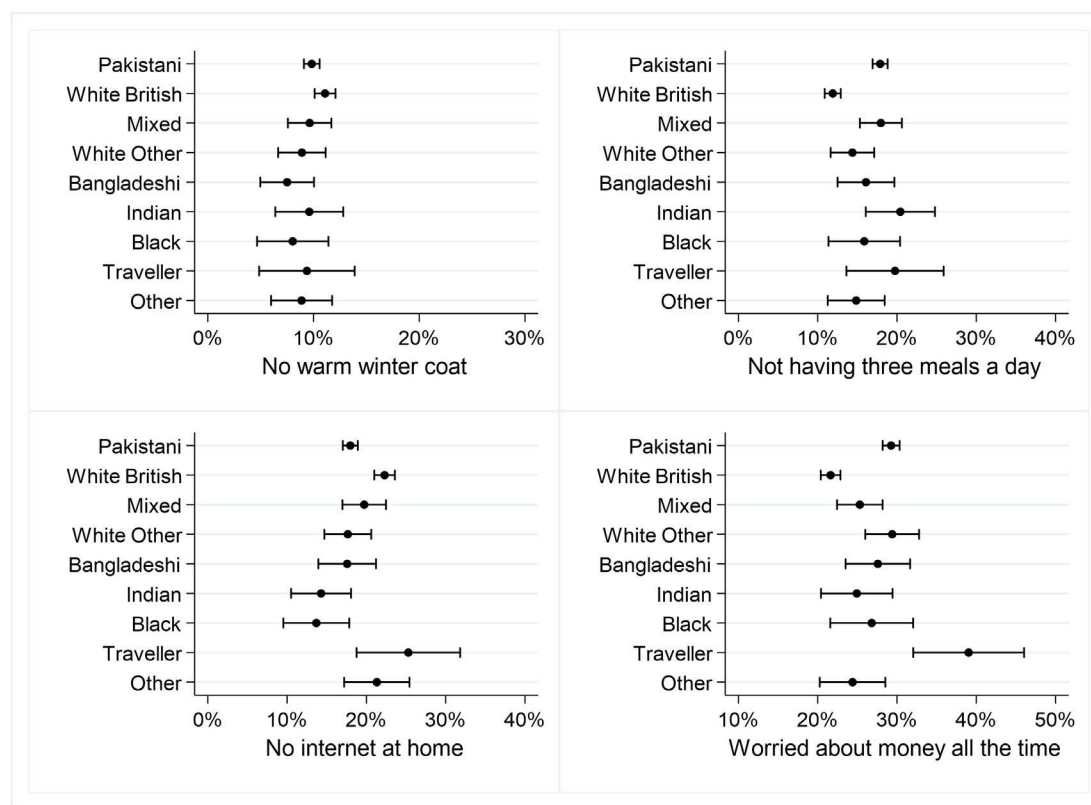 Pakistani
White British
Mixed
White Other
Bangladeshi
Indian
Black
Traveller
Other
0% 10% 20% 30%
No warm winter coat
Pakistani
White British
Mixed
White Other
Bangladeshi
Indian
Black
Traveller
Other
0% 10% 20% 30% 40%
Not having three meals a day
Pakistani
White British
Mixed
White Other
Bangladeshi
Indian
Black
Traveller
Other
0% 10% 20% 30% 40%
No internet at home
Pakistani
White British
Mixed
White Other
Bangladeshi
Indian
Black
Traveller
Other
10% 20% 30% 40% 50%
Worried about money all the time